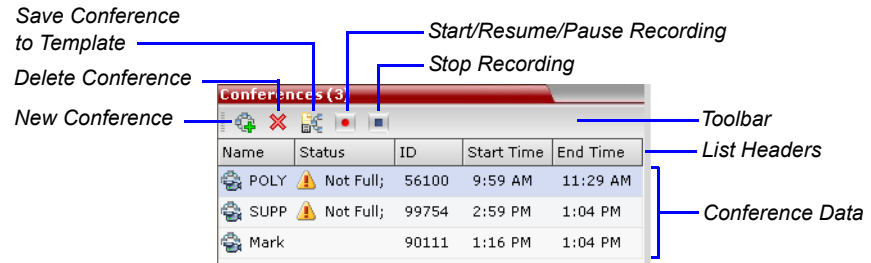 Save Conference
to Template
Start/Resume/Pause Recording
Delete Conference
Stop Recording
New Conference
Conferences (3)
Toolbar
List Headers
Name Status ID Start Time End Time
POLY Not Full; 56100 9:59 AM 11:29 AM
SUPP Not Full; 99754 2:59 PM 1:04 PM
Conference Data
Mark 90111 1:16 PM 1:04 PM